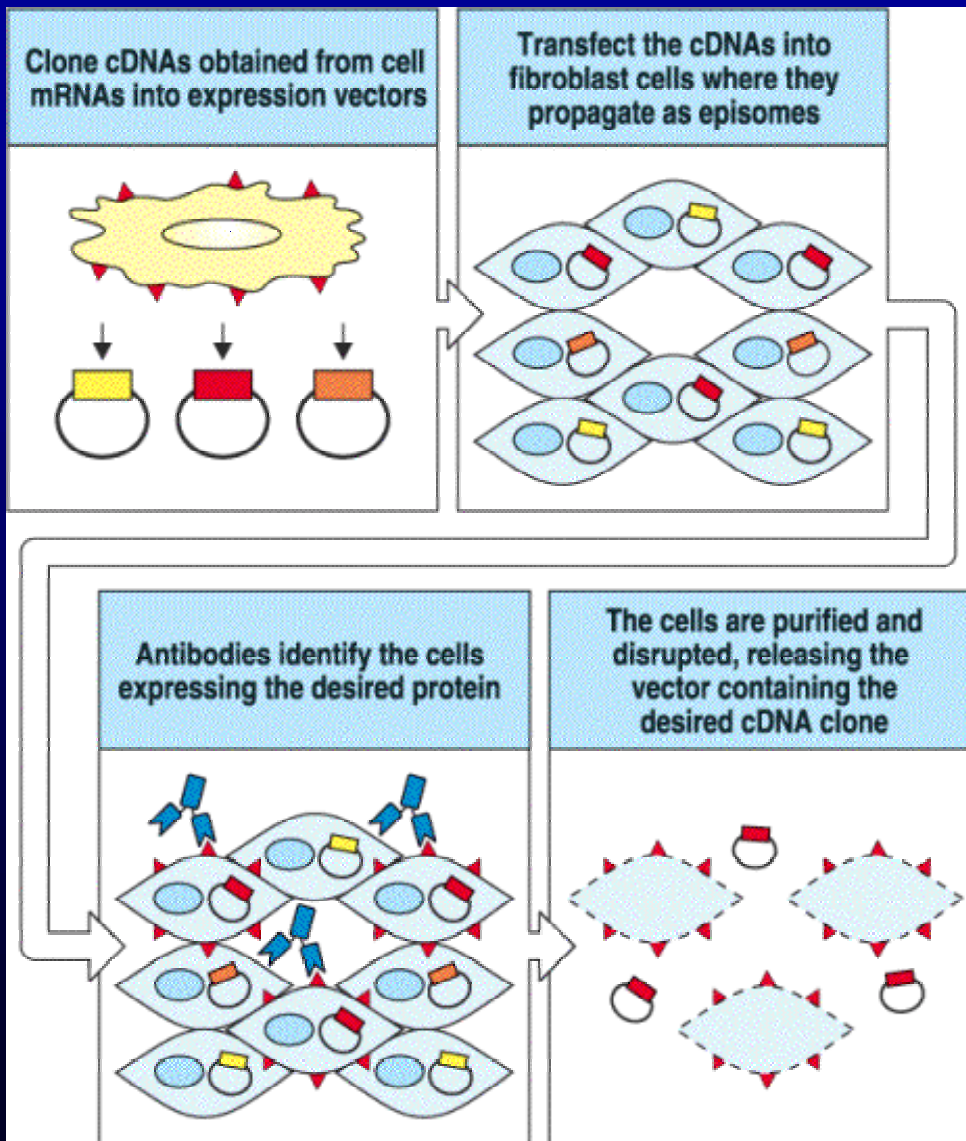 Clone cDNAs obtained from cell
mRNAs into expression vectors
Transfect the cDNAs into
fibroblast cells where they
propagate as episomes
Antibodies identify the cells
expressing the desired protein
The cells are purified and
disrupted, releasing the
vector containing the
desired cDNA clone